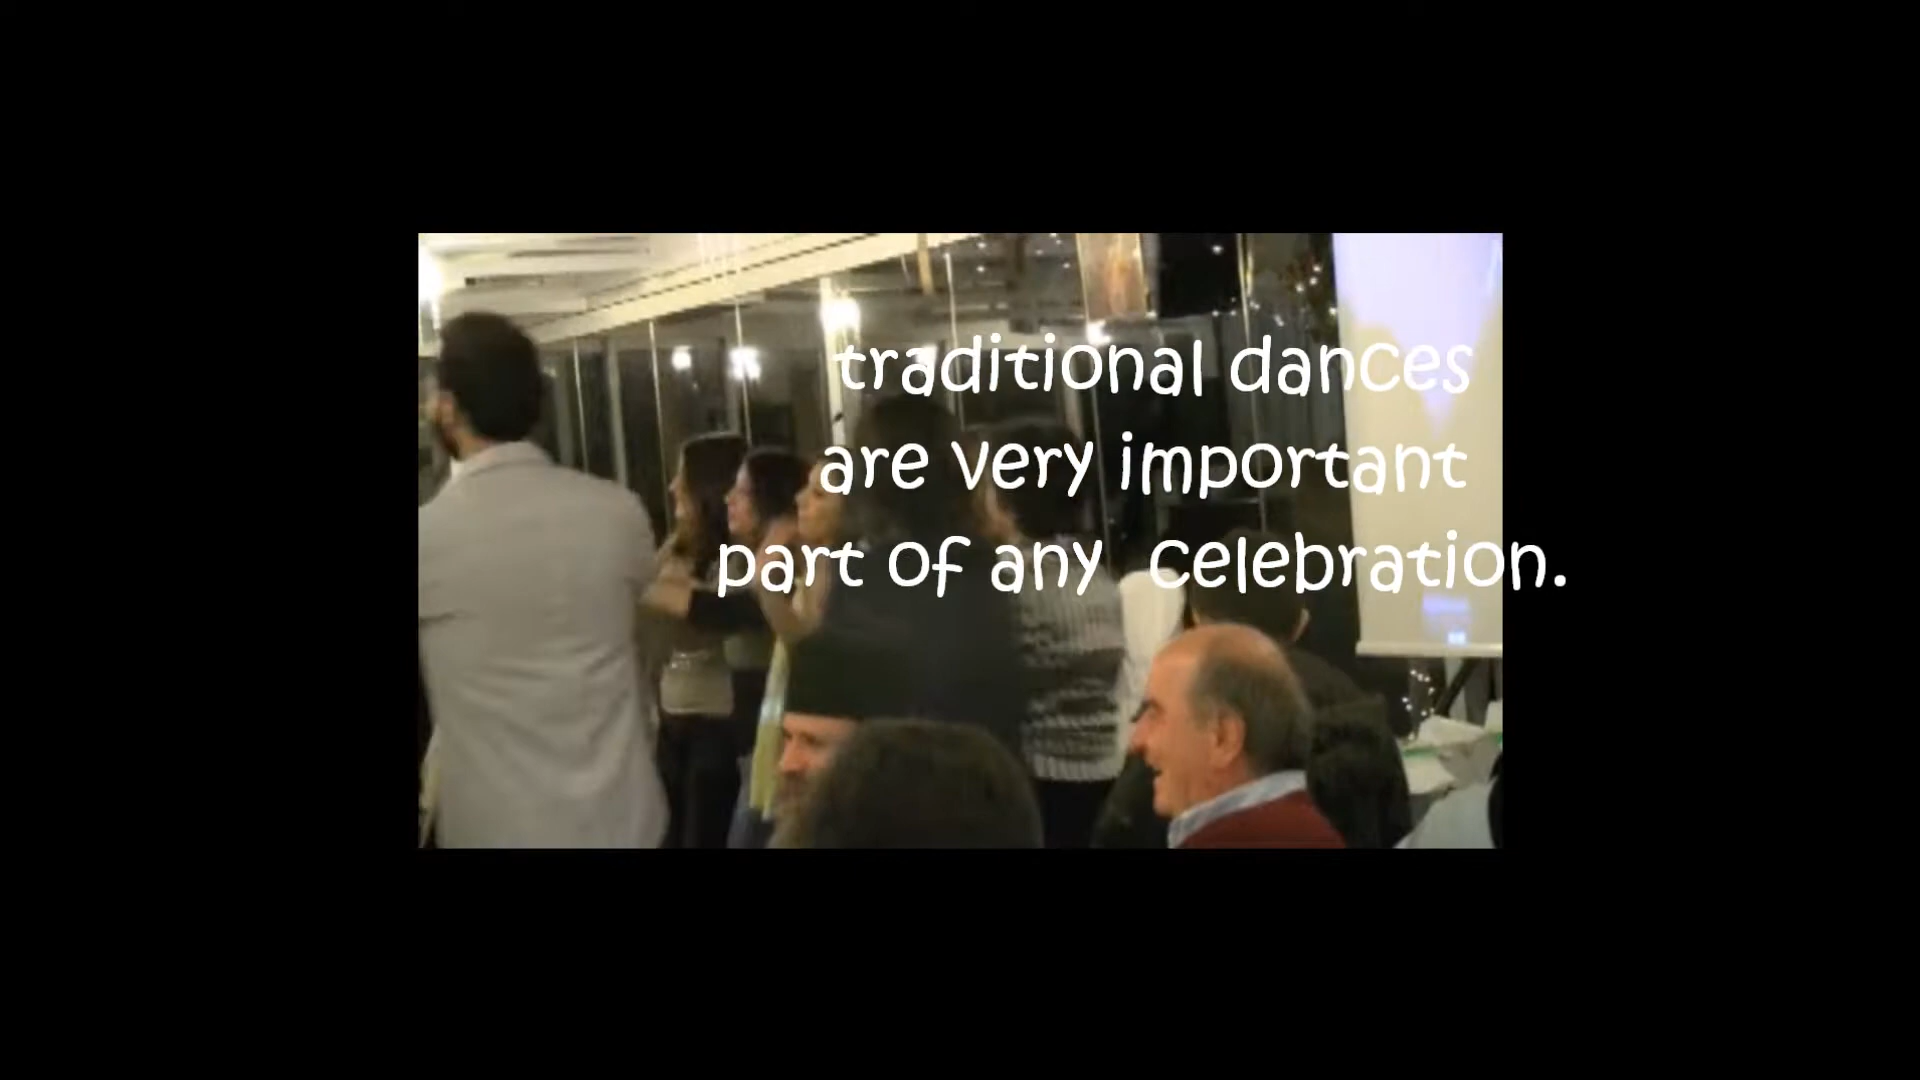 traditional dances
are very important
part of any celebration.